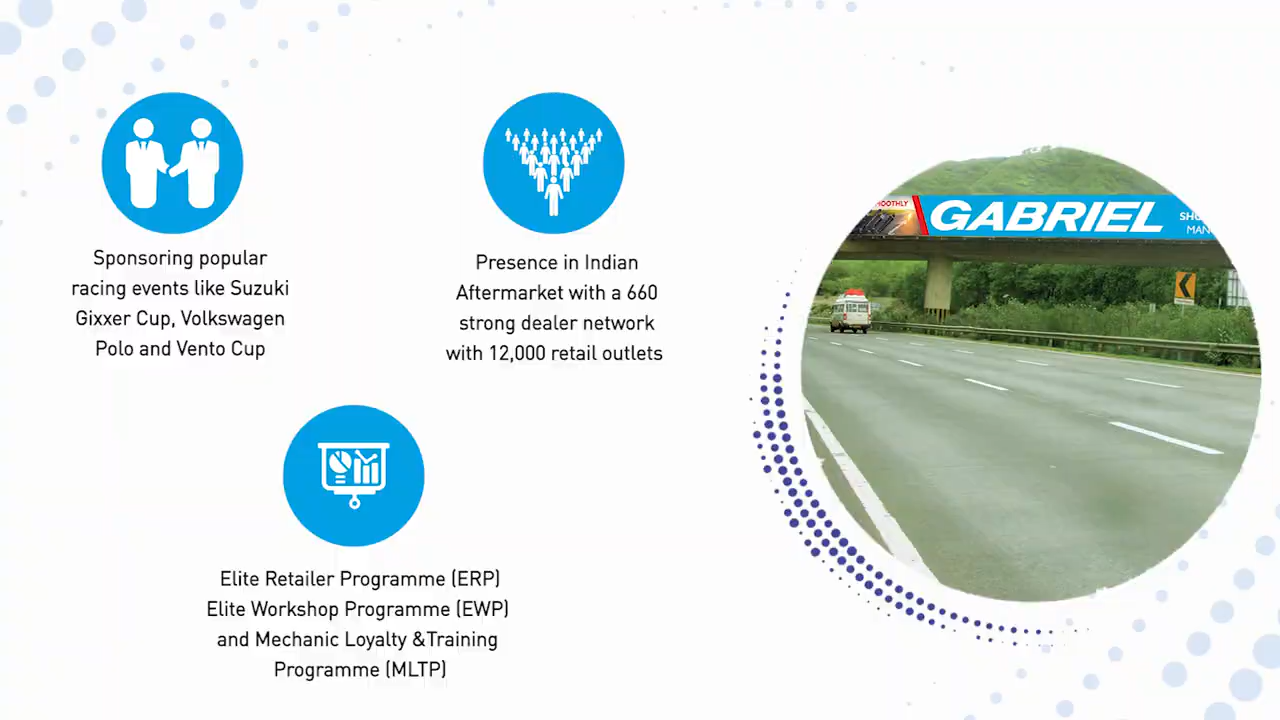 Sponsoring popular
racing events like Suzuki
Gixxer Cup, Volkswagen
Polo and Vento Cup
Presence in Indian
Aftermarket with a 660
strong dealer network
with 12,000 retail outlets
Elite Retailer Programme (ERP)
Elite Workshop Programme (EWP)
and Mechanic Loyalty &Training
Programme (MLTP)
GABRIEL